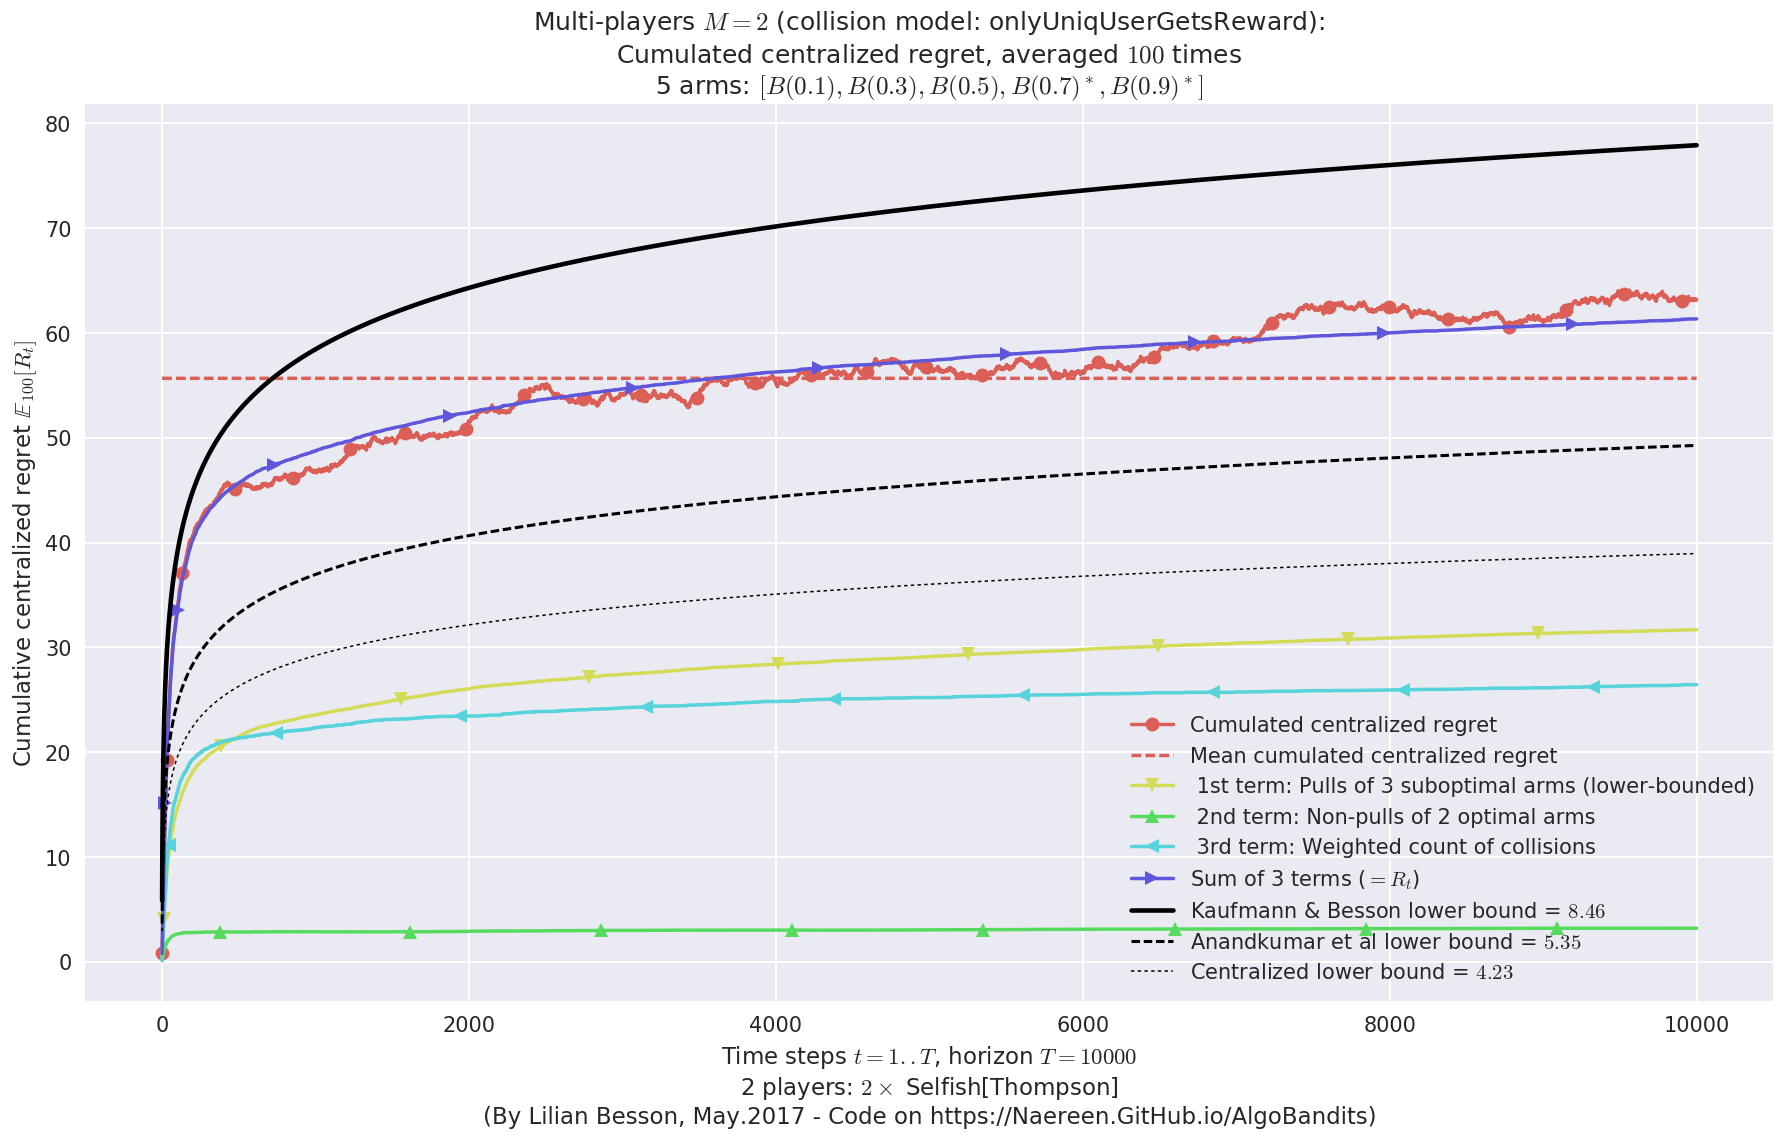 Multi-players M = 2 (collision model: onlyUniqUserGetsReward):
Cumulated centralized regret, averaged 100 times
5 arms: [B(0.1), B(0.3), B(0.5), B(0.7)*, B(0.9)*]
Cumulative centralized regret 𝔼₁₀₀[Rₜ]
80
70
60
50
40
30
20
10
0
Cumulated centralized regret
Mean cumulated centralized regret
1st term: Pulls of 3 suboptimal arms (lower-bounded)
2nd term: Non-pulls of 2 optimal arms
3rd term: Weighted count of collisions
Sum of 3 terms (= Rₜ)
Kaufmann & Besson lower bound = 8.46
Anandkumar et al lower bound = 5.35
Centralized lower bound = 4.23
0 2000 4000 6000 8000 10000
Time steps t = 1..T, horizon T = 10000
2 players: 2 × Selfish[Thompson]
(By Lilian Besson, May.2017 - Code on https://Naereen.GitHub.io/AlgoBandits)